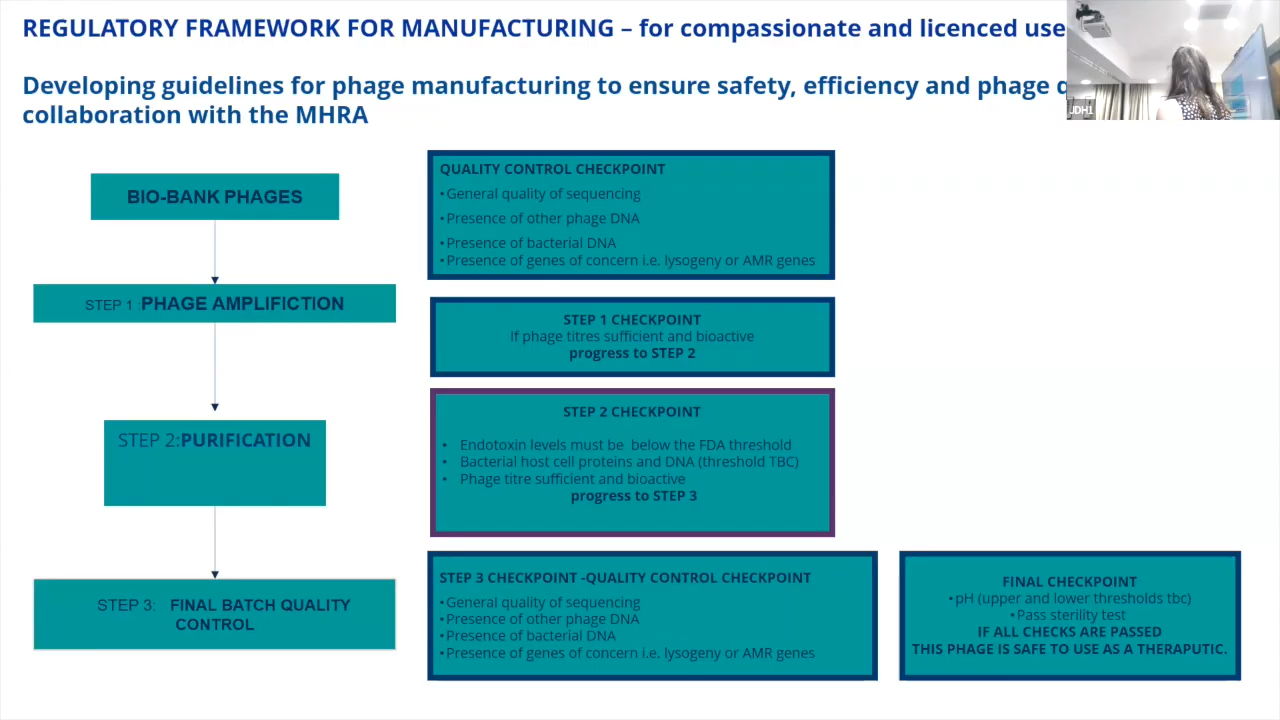 REGULATORY FRAMEWORK FOR MANUFACTURING – for compassionate and licenced use
Developing guidelines for phage manufacturing to ensure safety, efficiency and phage
collaboration with the MHRA
JDH1
BIO-BANK PHAGES
STEP 1 :PHAGE AMPLIFICTION
STEP 2:PURIFICATION
STEP 3: FINAL BATCH QUALITY
CONTROL
QUALITY CONTROL CHECKPOINT
•General quality of sequencing
•Presence of other phage DNA
•Presence of bacterial DNA
•Presence of genes of concern i.e. lysogeny or AMR genes
STEP 1 CHECKPOINT
If phage titres sufficient and bioactive
progress to STEP 2
STEP 2 CHECKPOINT
• Endotoxin levels must be below the FDA threshold
• Bacterial host cell proteins and DNA (threshold TBC)
• Phage titre sufficient and bioactive
progress to STEP 3
STEP 3 CHECKPOINT -QUALITY CONTROL CHECKPOINT
•General quality of sequencing
•Presence of other phage DNA
•Presence of bacterial DNA
•Presence of genes of concern i.e. lysogeny or AMR genes
FINAL CHECKPOINT
•pH (upper and lower thresholds tbc)
•Pass sterility test
IF ALL CHECKS ARE PASSED
THIS PHAGE IS SAFE TO USE AS A THERAPUTIC.